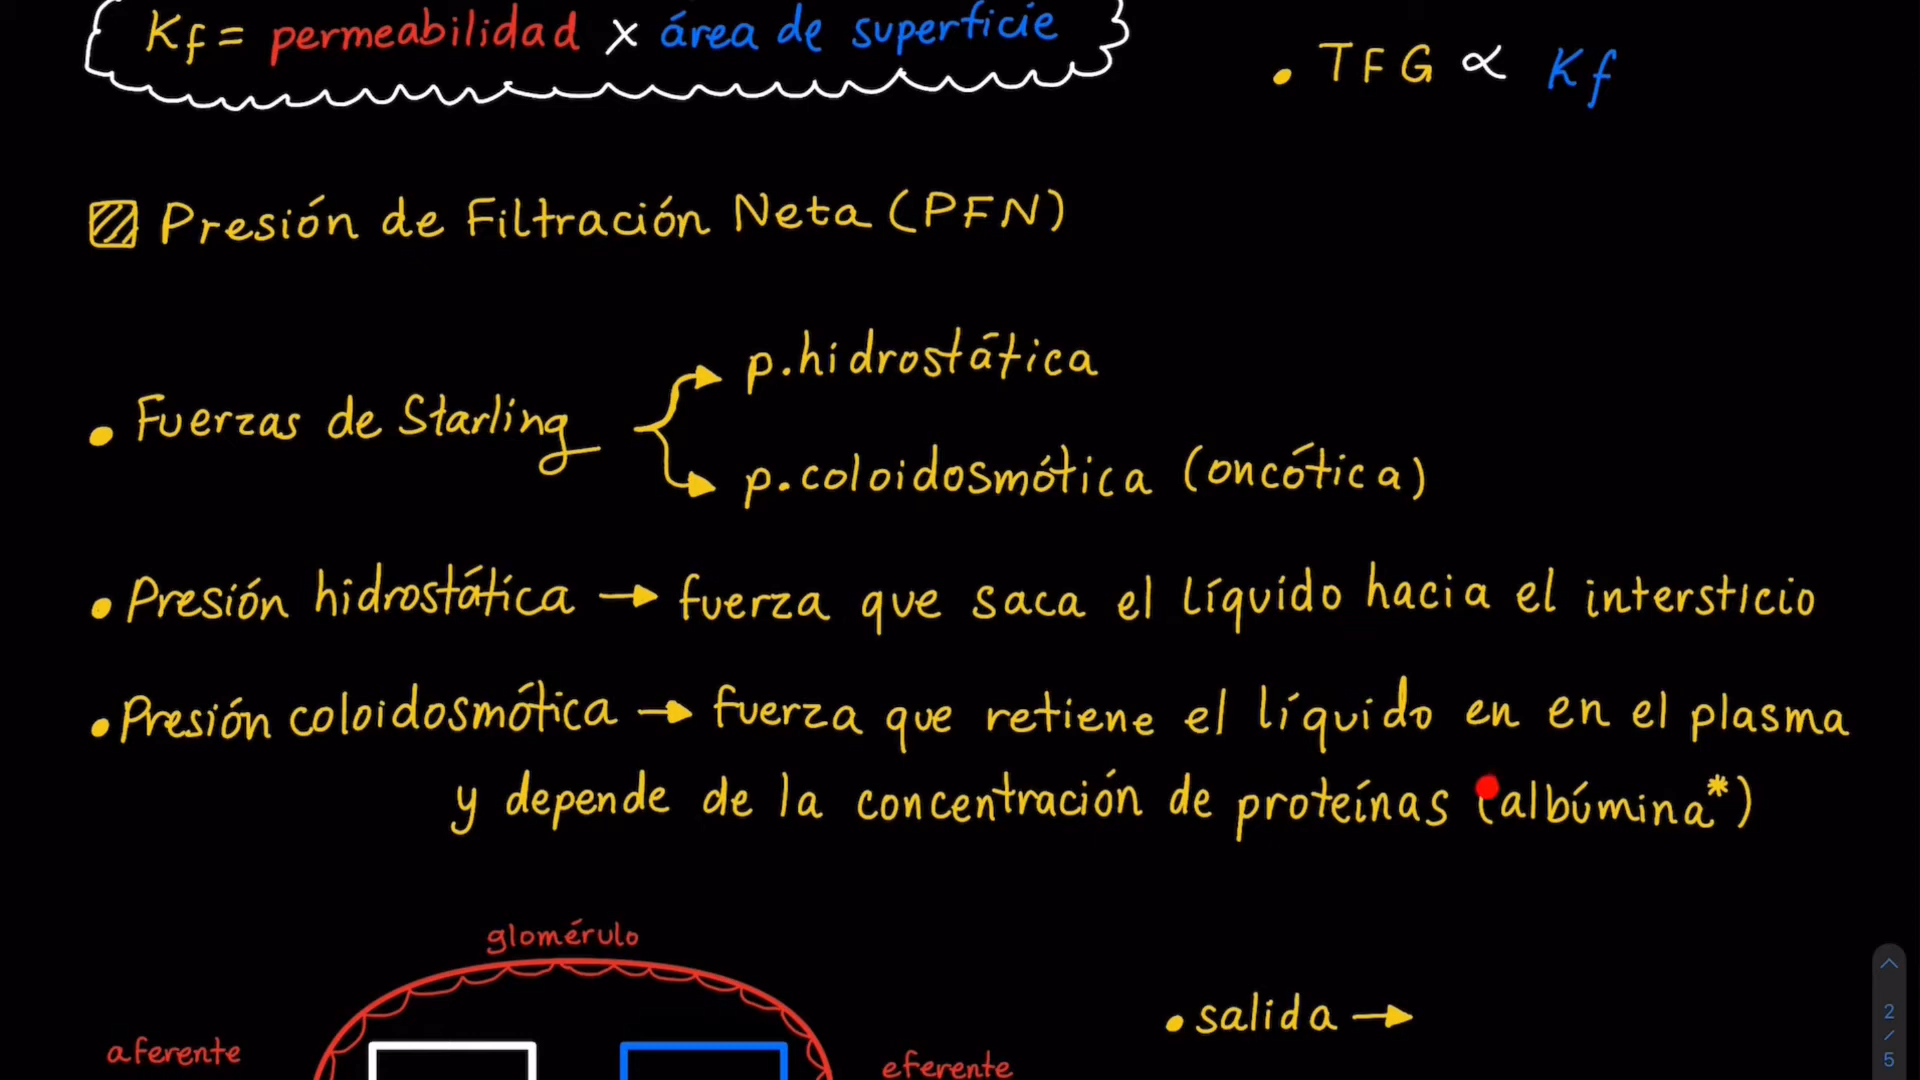 Kf = permeabilidad x área de superficie
• TFG ∝ Kf
Presión de Filtración Neta (PFN)
• Fuerzas de Starling
p.hidrostática
p.coloidosmótica (oncótica)
• Presión hidrostática → fuerza que saca el líquido hacia el intersticio
• Presión coloidosmótica → fuerza que retiene el líquido en en el plasma
y depende de la concentración de proteínas (albúmina*)
glomérulo
• salida →
aferente
eferente
2
/
5